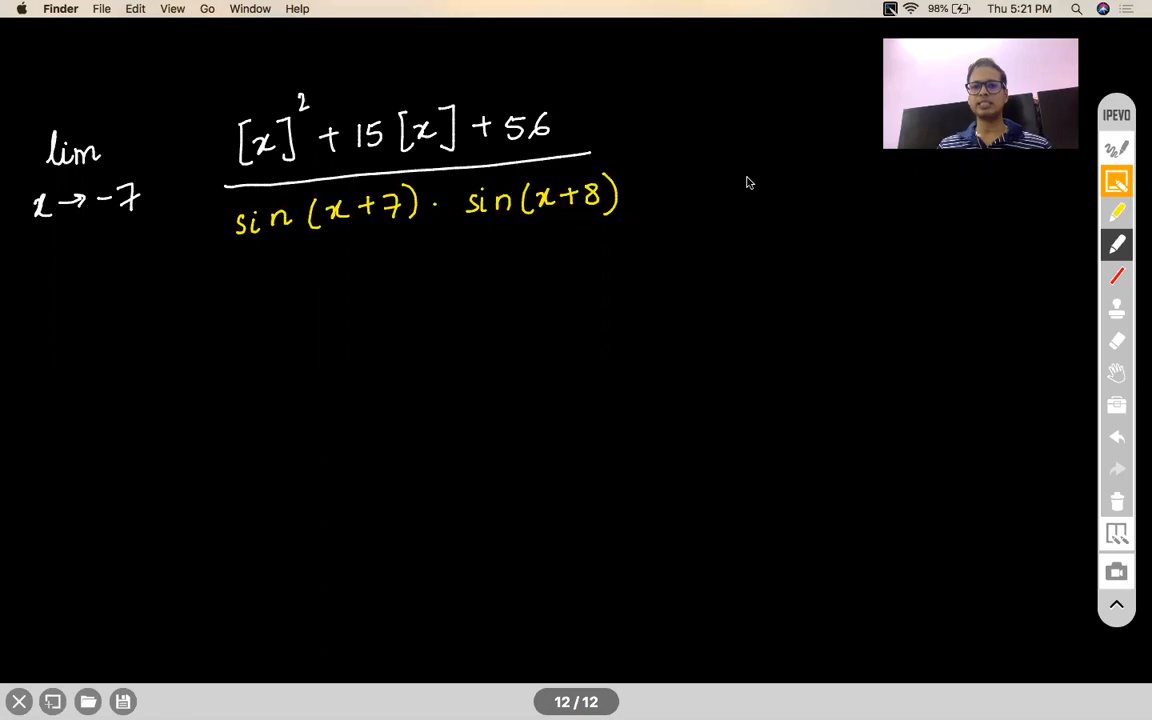 Finder File Edit View Go Window Help 98% Thu 5:21 PM
[x]² + 15 [x] + 56
lim
x → -7
sin (x + 7) · sin (x + 8)
IPEVO
12 / 12